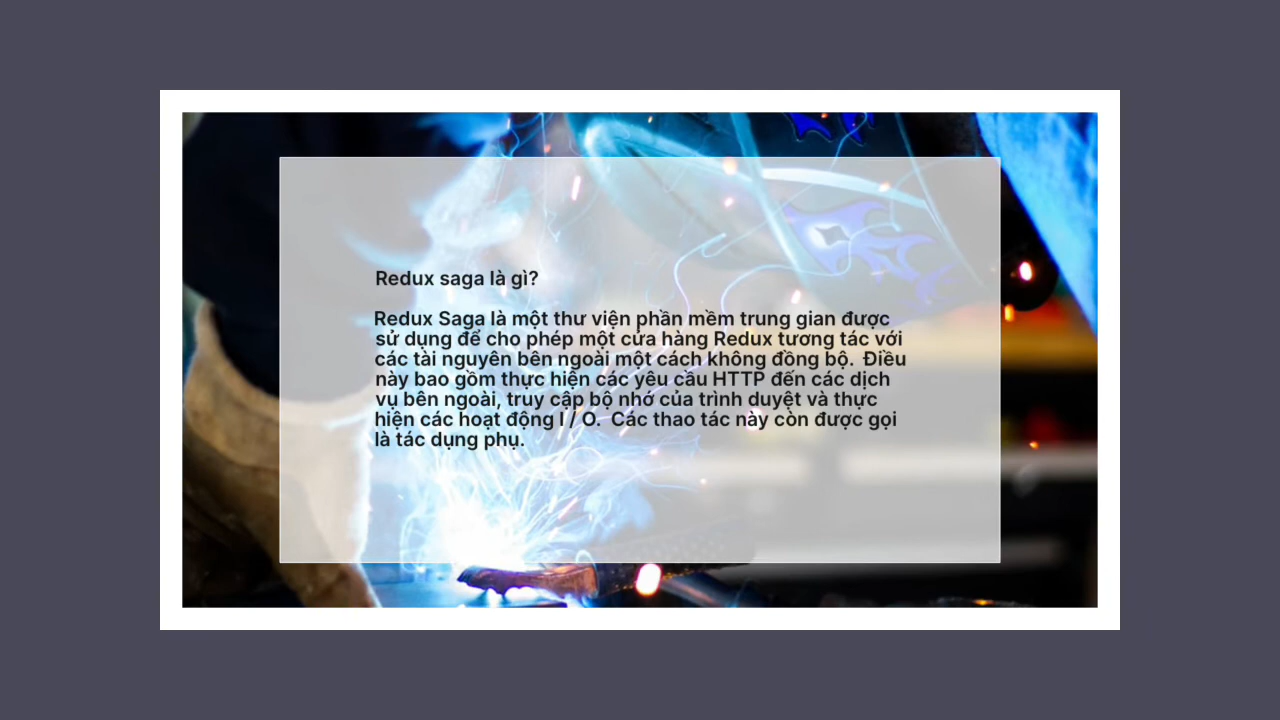 Redux saga là gì?
Redux Saga là một thư viện phần mềm trung gian được
sử dụng để cho phép một cửa hàng Redux tương tác với
các tài nguyên bên ngoài một cách không đồng bộ.  Điều
này bao gồm thực hiện các yêu cầu HTTP đến các dịch
vụ bên ngoài, truy cập bộ nhớ của trình duyệt và thực
hiện các hoạt động I / O.  Các thao tác này còn được gọi
là tác dụng phụ.